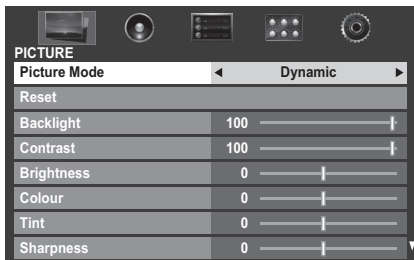 PICTURE
Picture Mode Dynamic
Reset
Backlight 100
Contrast 100
Brightness 0
Colour 0
Tint 0
Sharpness 0